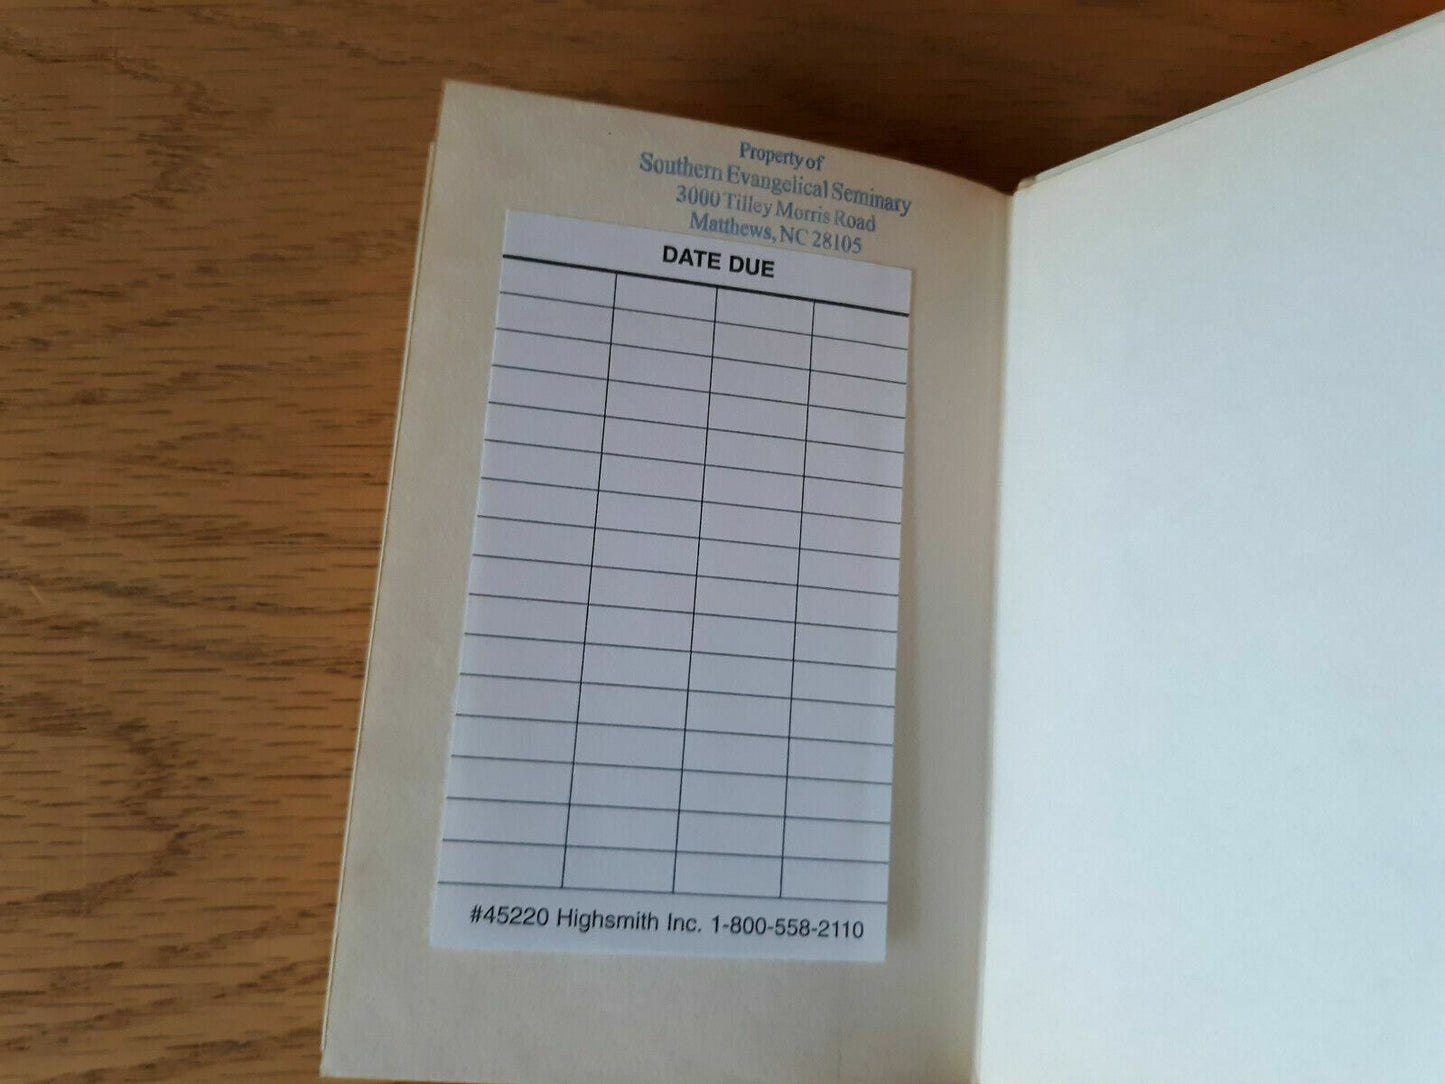 Property of
Southern Evangelical Seminary
3000 Tilley Morris Road
Matthews, NC 28105
DATE DUE
#45220 Highsmith Inc. 1-800-558-2110